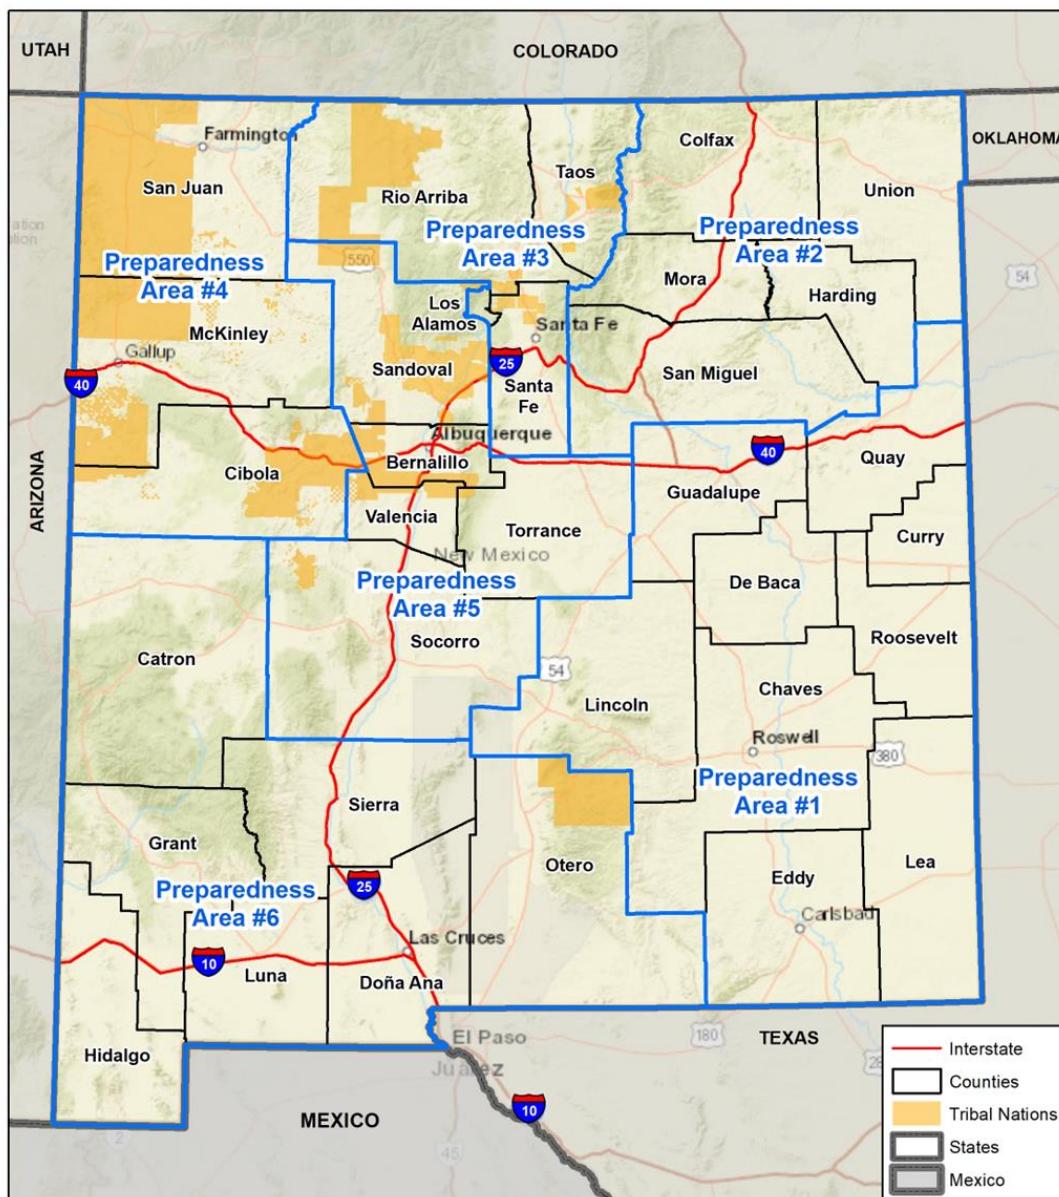 UTAH
COLORADO
OKLAHOMA
Farmington
San Juan
Rio Arriba
Taos
Colfax
Union
Preparedness
Area #4
Preparedness
Area #3
Preparedness
Area #2
550
54
McKinley
Gallup
Los
Alamos
Sandoval
Santa Fe
Mora
Harding
San Miguel
25
Santa
Fe
40
Albuquerque
Bernalillo
Cibola
ARIZONA
Valencia
Torrance
New Mexico
40
Guadalupe
Quay
Curry
De Baca
Roosevelt
Preparedness
Area #5
Socorro
Catron
54
Lincoln
Chaves
Roswell
380
Preparedness
Area #1
Sierra
Grant
Otero
Eddy
Lea
Carlsbad
Preparedness
Area #6
25
Las Cruces
10
Luna
Doña Ana
Hidalgo
El Paso
Juárez
180
TEXAS
MEXICO
10
2
45
Interstate
Counties
Tribal Nations
States
Mexico